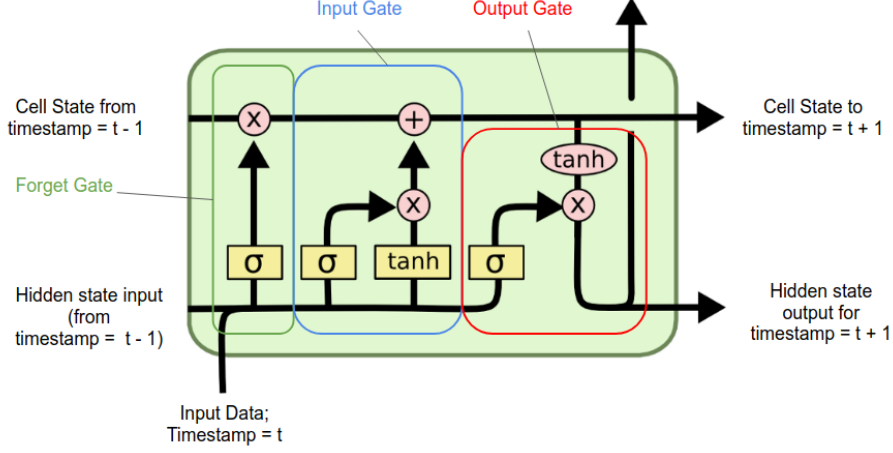 Input Gate
Output Gate
Cell State from
timestamp = t - 1
x
+
Cell State to
timestamp = t + 1
tanh
Forget Gate
x
x
σ
σ
tanh
σ
Hidden state input
(from
timestamp = t - 1)
Hidden state
output for
timestamp = t + 1
Input Data;
Timestamp = t